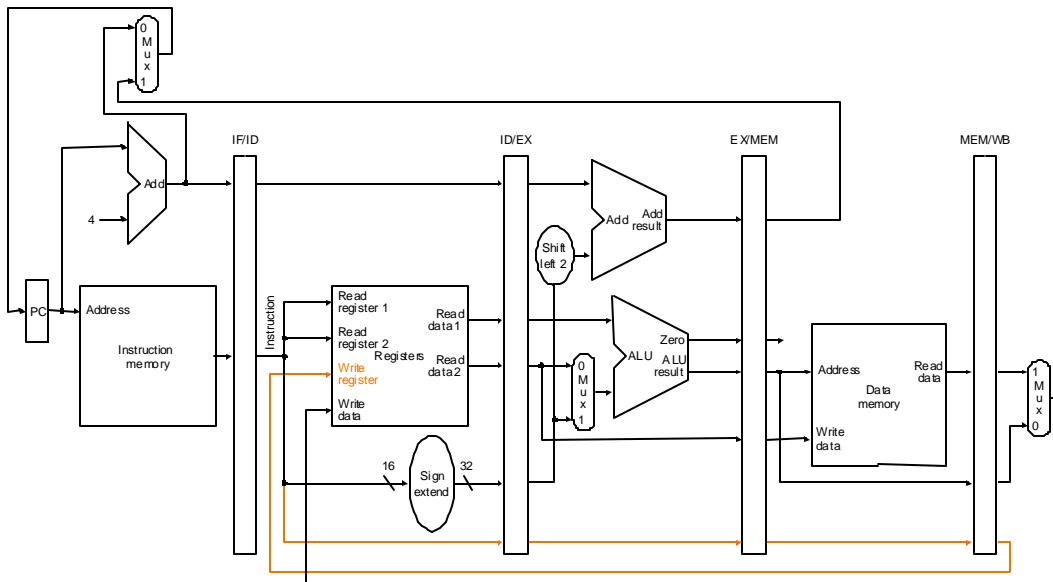 0
M
u
x
1
IF/ID
ID/EX
EX/MEM
MEM/WB
Add
4
Add
Add
result
Shift
left 2
PC
Address
Instruction
memory
Instruction
Read
register 1
Read
register 2
Registers
Write
register
Write
data
Read
data 1
Read
data 2
0
M
u
x
1
Zero
ALU
ALU
result
Address
Read
data
Data
memory
Write
data
1
M
u
x
0
16
Sign
extend
32